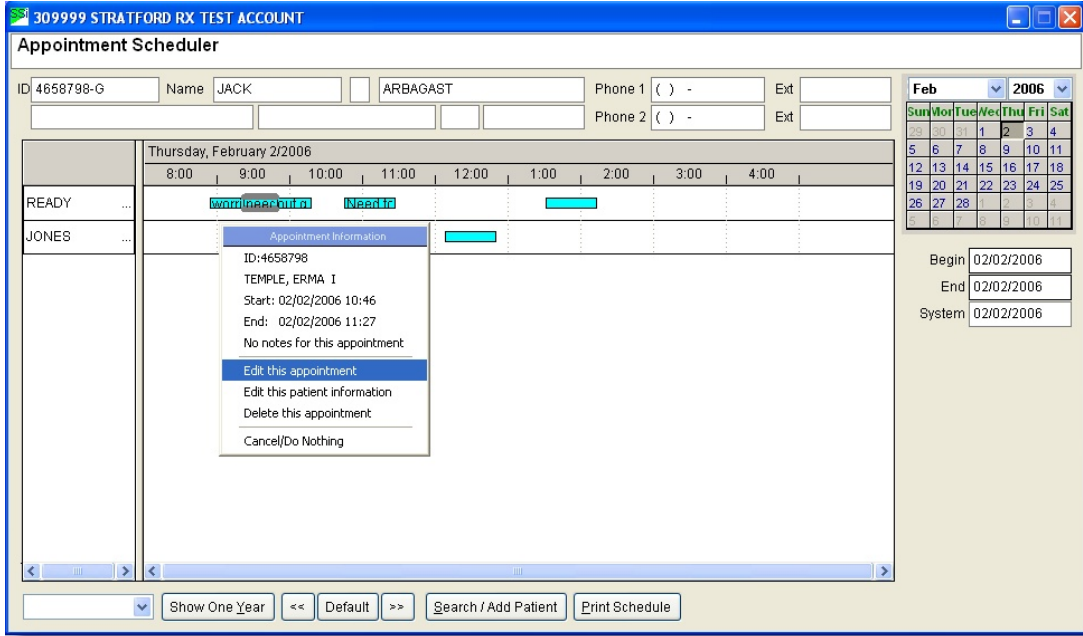 SSi 309999 STRATFORD RX TEST ACCOUNT
Appointment Scheduler
ID 4658798-G Name JACK ARBAGAST Phone 1 ( ) - Ext
Phone 2 ( ) - Ext
Feb 2006
Sun Mor Tue Wec Thu Fri Sat
29 30 31 1 2 3 4
5 6 7 8 9 10 11
12 13 14 15 16 17 18
19 20 21 22 23 24 25
26 27 28 1 2 3 4
5 6 7 8 9 10 11
Begin 02/02/2006
End 02/02/2006
System 02/02/2006
Thursday, February 2/2006
8:00 9:00 10:00 11:00 12:00 1:00 2:00 3:00 4:00
READY ... Need to
JONES ...
Appointment Information
ID:4658798
TEMPLE, ERMA I
Start: 02/02/2006 10:46
End: 02/02/2006 11:27
No notes for this appointment
Edit this appointment
Edit this patient information
Delete this appointment
Cancel/Do Nothing
Show One Year << Default >> Search / Add Patient Print Schedule